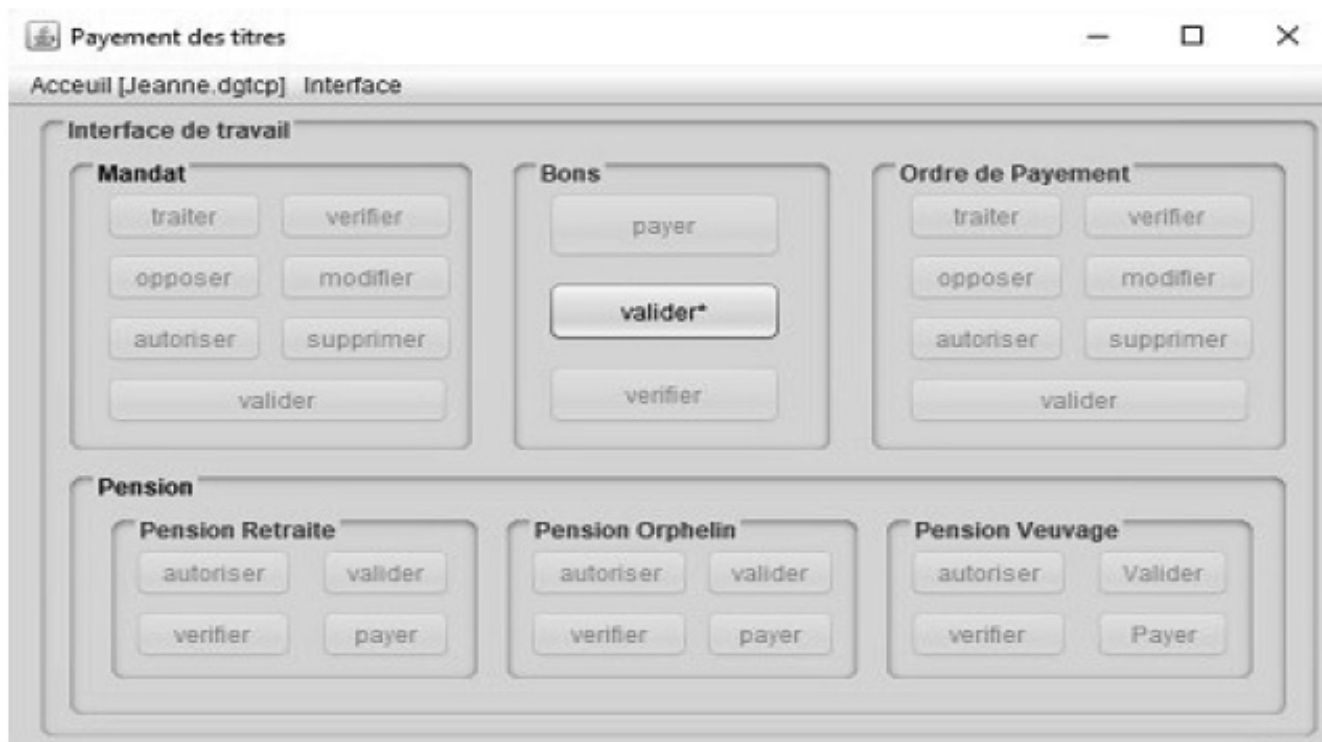 Payement des titres
Acceuil [Jeanne.dgtcp] Interface
Interface de travail
Mandat
traiter verifier
opposer modifier
autoriser supprimer
valider
Bons
payer
valider*
verifier
Ordre de Payement
traiter verifier
opposer modifier
autoriser supprimer
valider
Pension
Pension Retraite
autoriser valider
verifier payer
Pension Orphelin
autoriser valider
verifier payer
Pension Veuvage
autoriser Valider
verifier Payer